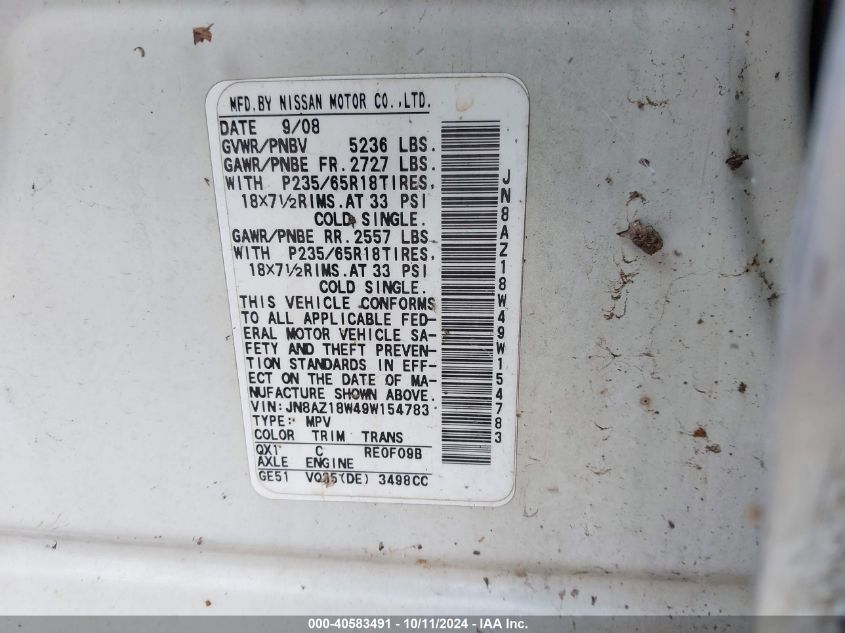 MFD.BY NISSAN MOTOR CO.,LTD.
DATE 9/08
GVWR/PNBV 5236 LBS.
GAWR/PNBE FR.2727 LBS.
WITH P235/65R18TIRES.
18X7½RIMS.AT 33 PSI
COLD SINGLE.
GAWR/PNBE RR.2557 LBS.
WITH P235/65R18TIRES.
18X7½RIMS.AT 33 PSI
COLD SINGLE.
THIS VEHICLE CONFORMS
TO ALL APPLICABLE FED-
ERAL MOTOR VEHICLE SA-
FETY AND THEFT PREVEN-
TION STANDARDS IN EFF-
ECT ON THE DATE OF MA-
NUFACTURE SHOWN ABOVE.
VIN: JN8AZ18W49W154783
TYPE: MPV
COLOR TRIM TRANS
QX1 C RE0F09B
AXLE ENGINE
GE51 VQ35(DE) 3498CC
JN8AZ18W49W154783
000-40583491 - 10/11/2024 - IAA Inc.